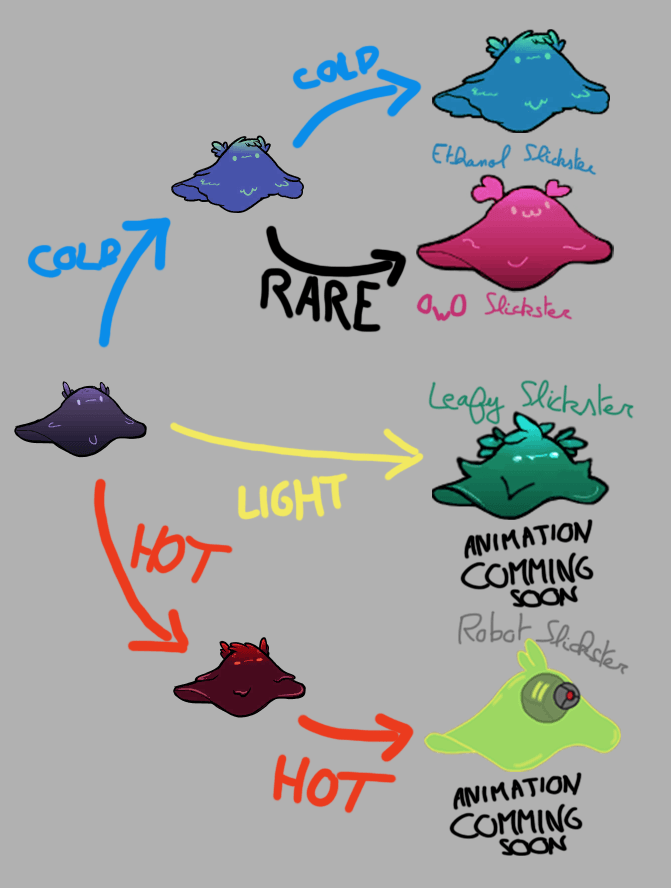 COLD
Ethanol Slickster
COLD
RARE
OwO Slickster
Leafy Slickster
LIGHT
ANIMATION
COMMING
SOON
HOT
Robot Slickster
HOT
ANIMATION
COMMING
SOON